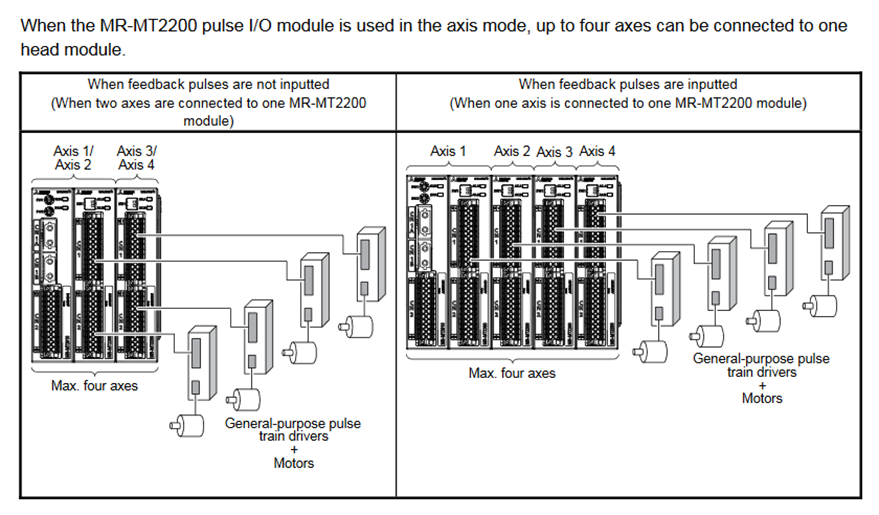 When the MR-MT2200 pulse I/O module is used in the axis mode, up to four axes can be connected to one
head module.
When feedback pulses are not inputted
(When two axes are connected to one MR-MT2200
module)
When feedback pulses are inputted
(When one axis is connected to one MR-MT2200 module)
Axis 1/
Axis 2
Axis 3/
Axis 4
Max. four axes
General-purpose pulse
train drivers
+
Motors
Axis 1
Axis 2
Axis 3
Axis 4
Max. four axes
General-purpose pulse
train drivers
+
Motors